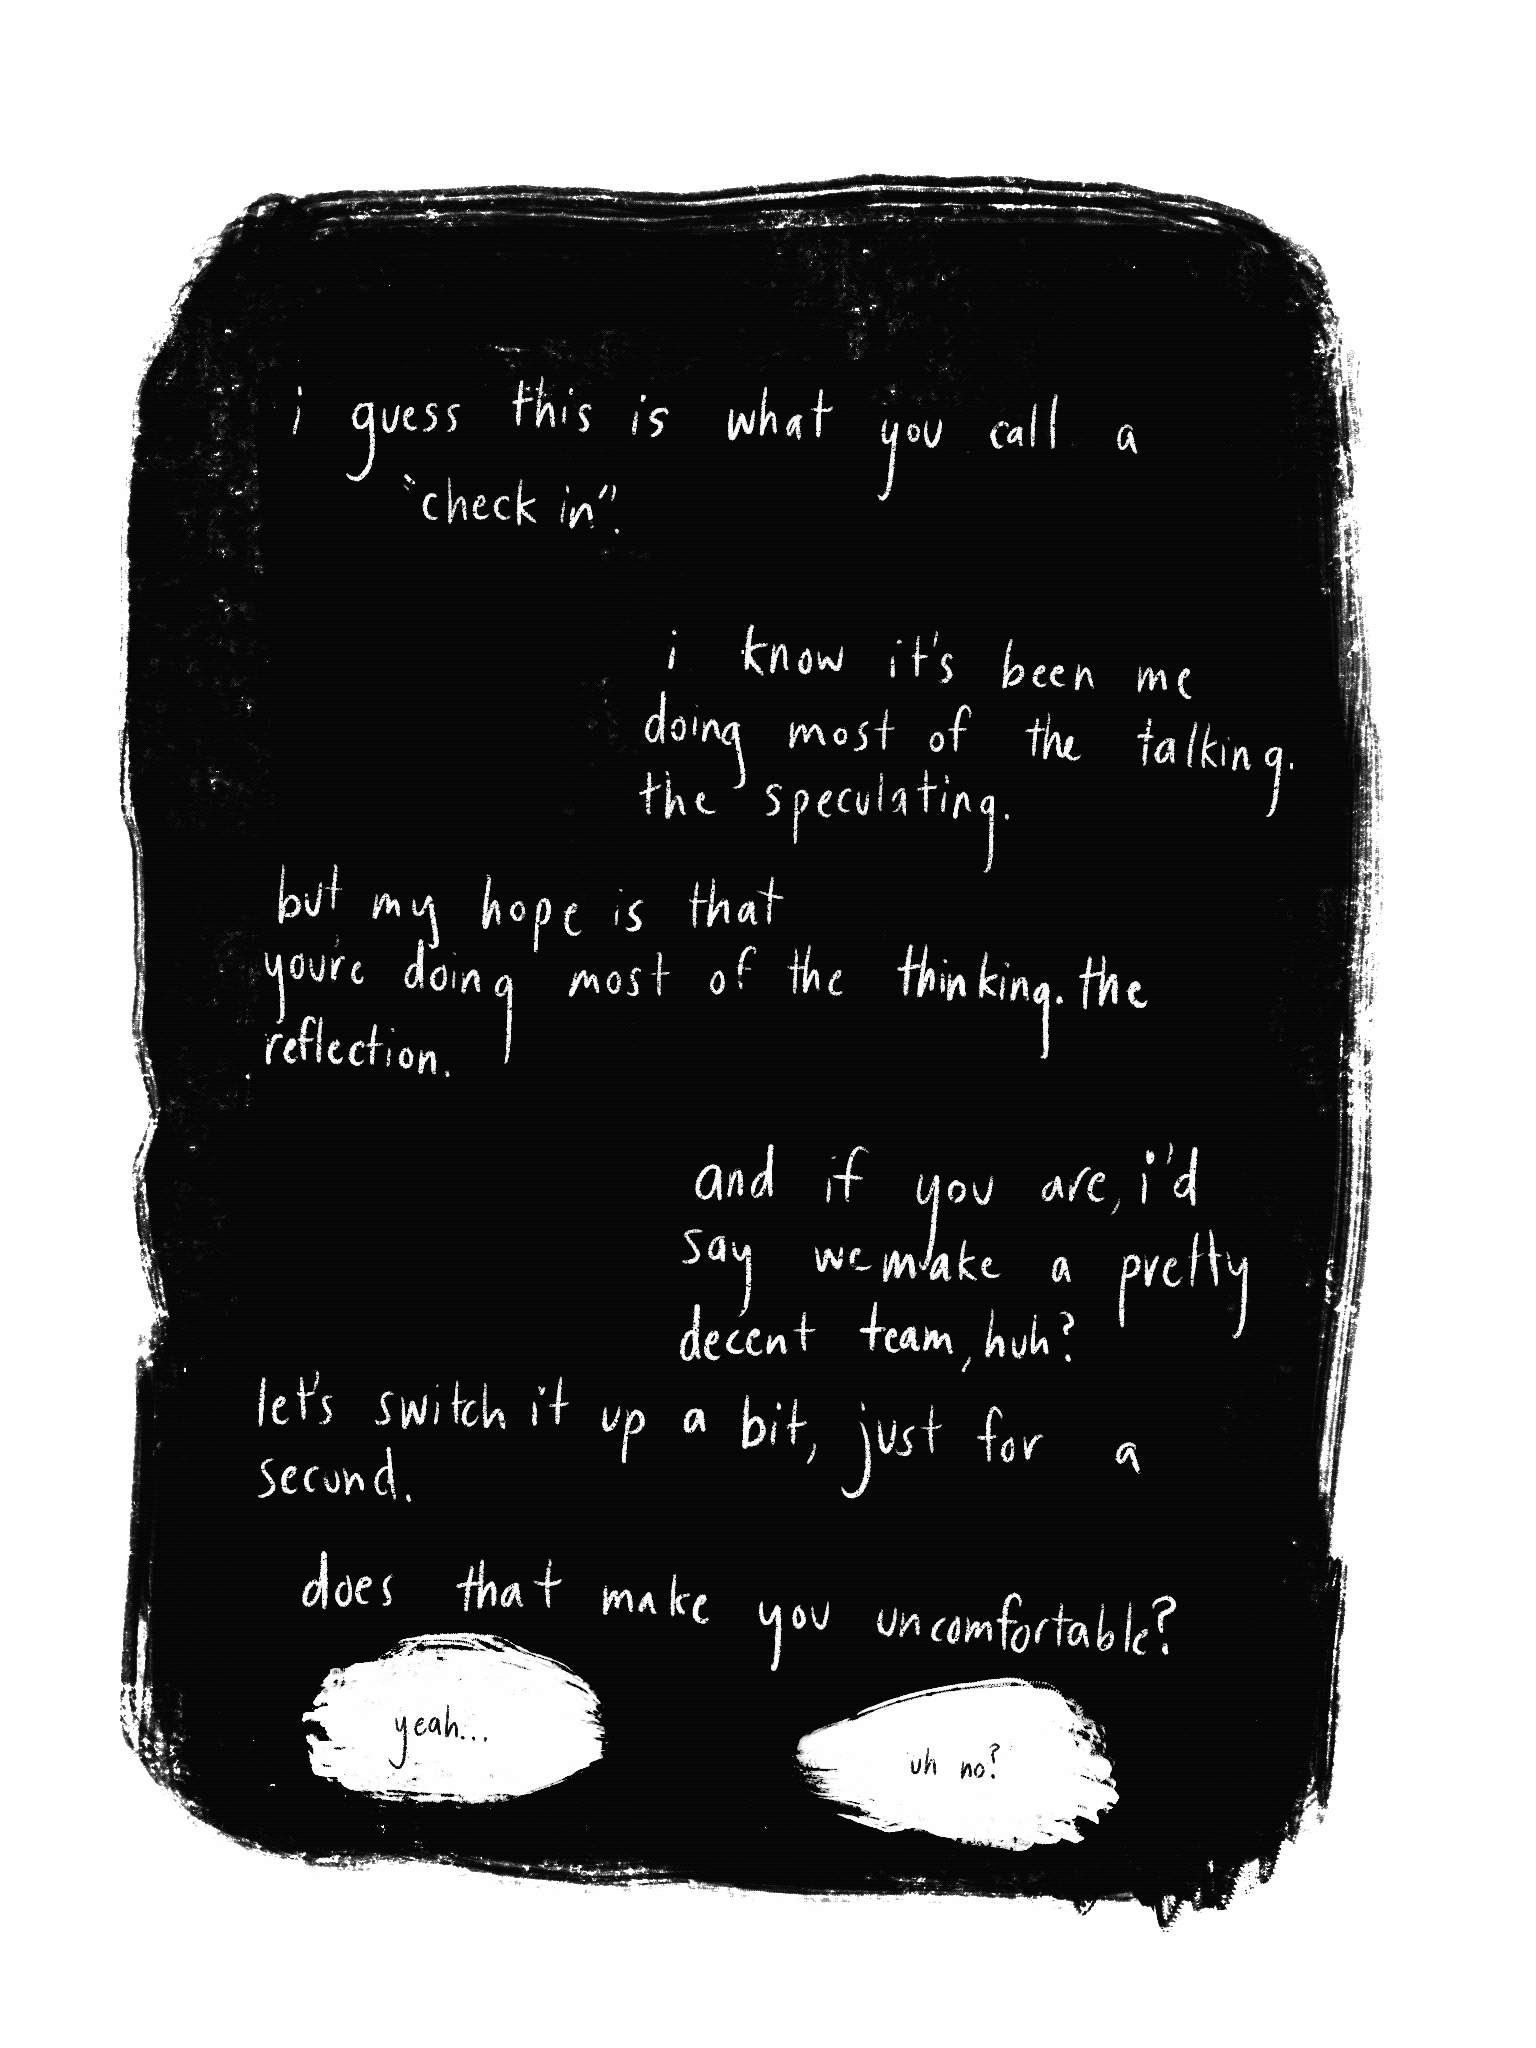 i guess this is what you call a
"check in".
i know it's been me
doing most of the talking.
the speculating.
but my hope is that
you're doing most of the thinking. the
reflection.
and if you are, i'd
say we make a pretty
decent team, huh?
let's switch it up a bit, just for a
second.
does that make you uncomfortable?
yeah...
uh no?